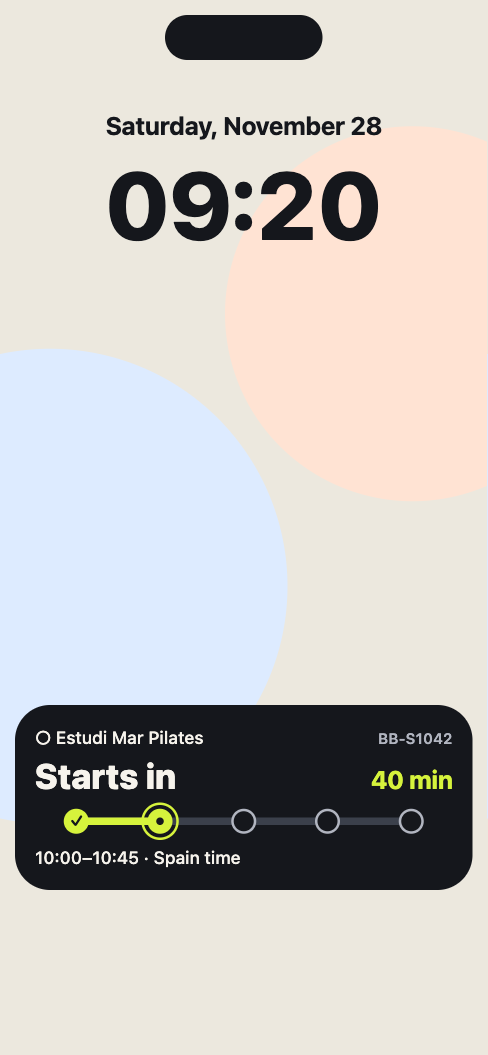 Saturday, November 28
09:20
Estudi Mar Pilates
BB-S1042
Starts in
40 min
10:00–10:45 · Spain time